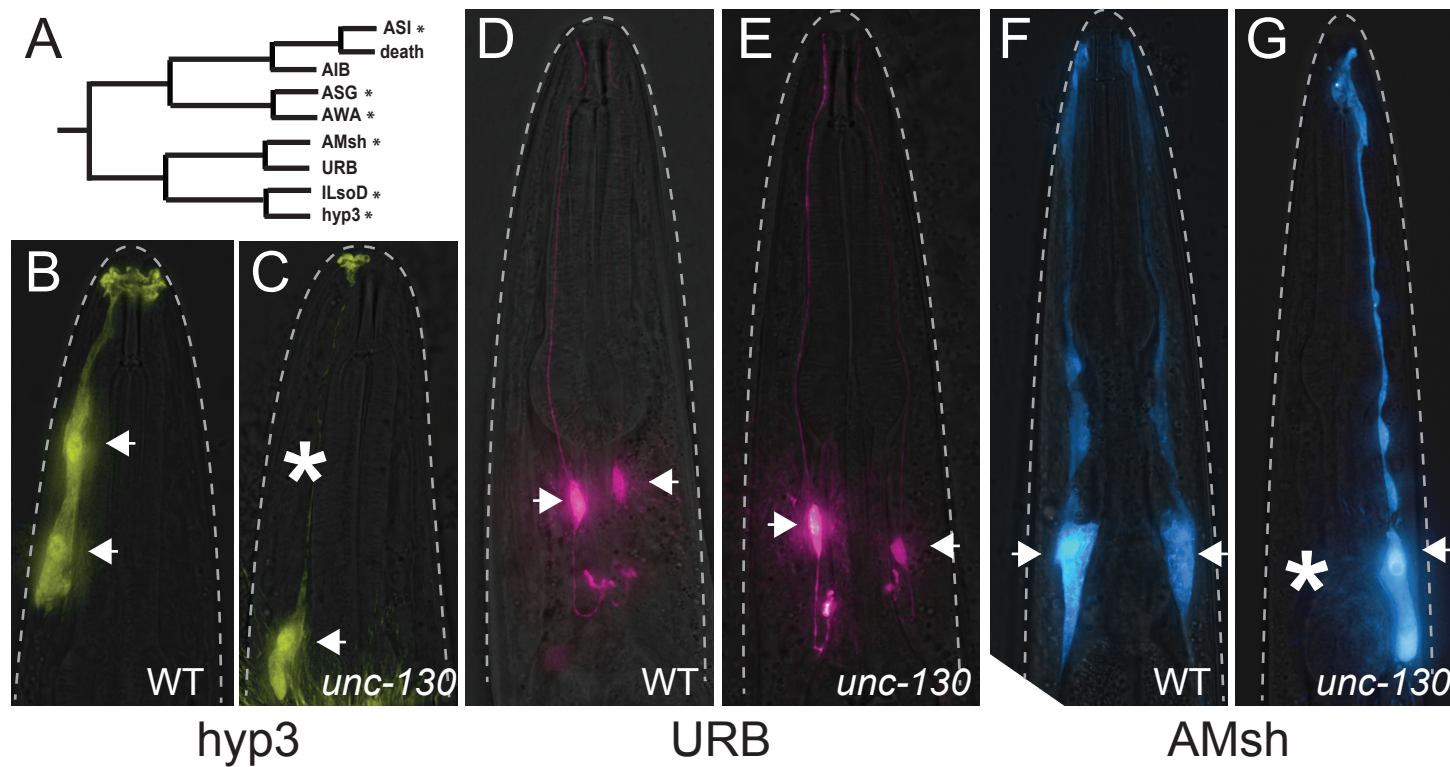 A
ASI *
death
AIB
ASG *
AWA *
AMsh *
URB
ILsoD *
hyp3 *
B
WT
C
*
unc-130
hyp3
D
WT
E
unc-130
URB
F
WT
G
*
unc-130
AMsh